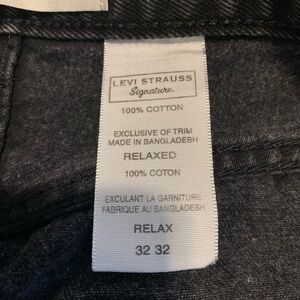 LEVI STRAUSS
Signature.
100% COTTON
EXCLUSIVE OF TRIM
MADE IN BANGLADESH
RELAXED
100% COTON
EXCULANT LA GARNITURE
FABRIQUE AU BANGLADESH
RELAX
32 32